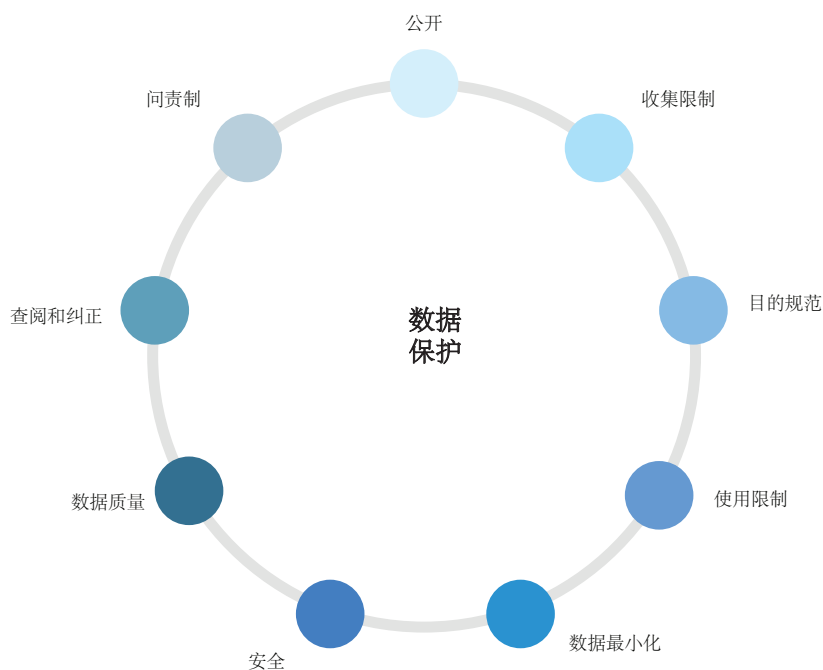 公开
收集限制
目的规范
使用限制
数据最小化
安全
数据质量
查阅和纠正
问责制
数据
保护